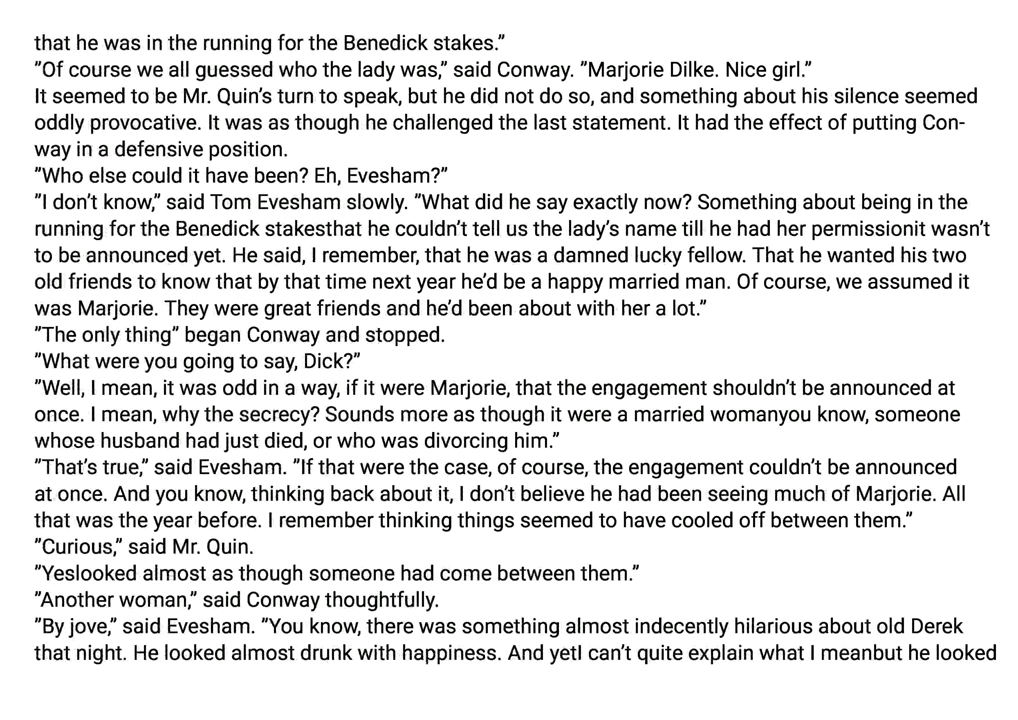 that he was in the running for the Benedick stakes.”
”Of course we all guessed who the lady was,” said Conway. ”Marjorie Dilke. Nice girl.”
It seemed to be Mr. Quin’s turn to speak, but he did not do so, and something about his silence seemed
oddly provocative. It was as though he challenged the last statement. It had the effect of putting Con-
way in a defensive position.
”Who else could it have been? Eh, Evesham?”
”I don’t know,” said Tom Evesham slowly. ”What did he say exactly now? Something about being in the
running for the Benedick stakesthat he couldn’t tell us the lady’s name till he had her permissionit wasn’t
to be announced yet. He said, I remember, that he was a damned lucky fellow. That he wanted his two
old friends to know that by that time next year he’d be a happy married man. Of course, we assumed it
was Marjorie. They were great friends and he’d been about with her a lot.”
”The only thing” began Conway and stopped.
”What were you going to say, Dick?”
”Well, I mean, it was odd in a way, if it were Marjorie, that the engagement shouldn’t be announced at
once. I mean, why the secrecy? Sounds more as though it were a married womanyou know, someone
whose husband had just died, or who was divorcing him.”
”That’s true,” said Evesham. ”If that were the case, of course, the engagement couldn’t be announced
at once. And you know, thinking back about it, I don’t believe he had been seeing much of Marjorie. All
that was the year before. I remember thinking things seemed to have cooled off between them.”
”Curious,” said Mr. Quin.
”Yeslooked almost as though someone had come between them.”
”Another woman,” said Conway thoughtfully.
”By jove,” said Evesham. ”You know, there was something almost indecently hilarious about old Derek
that night. He looked almost drunk with happiness. And yetI can’t quite explain what I meanbut he looked